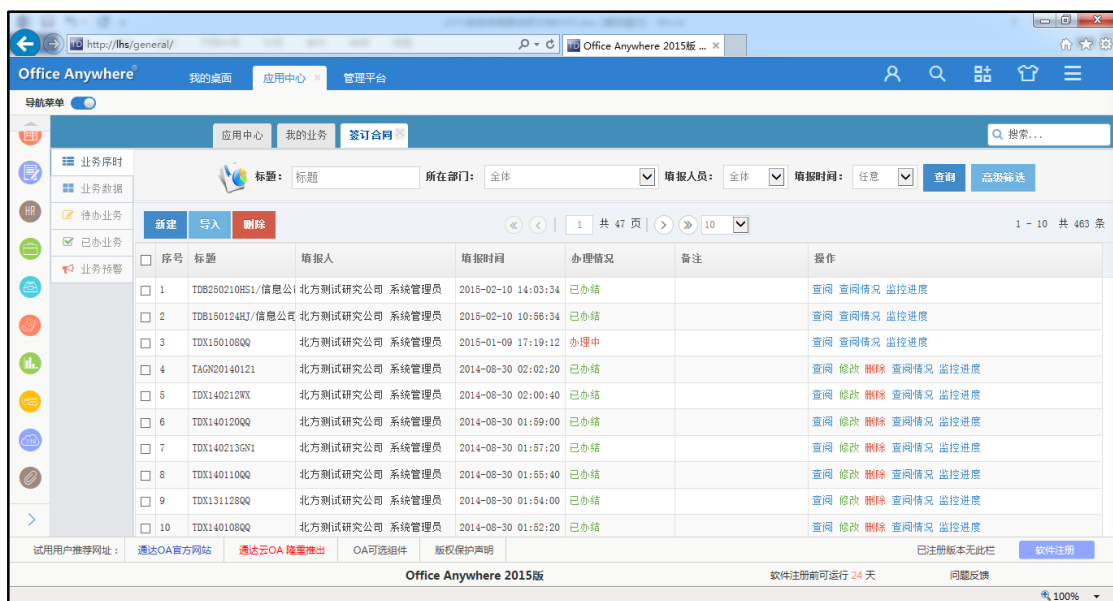 http://lhs/general/
Office Anywhere 2015版 ... ×
Office Anywhere 我的桌面 应用中心 × 管理平台
导航菜单
应用中心 我的业务 签订合同 搜索...
业务序时
业务数据
待办业务
已办业务
业务预警
HR
标题： 标题 所在部门： 全体 填报人员： 全体 填报时间： 任意 查询 高级筛选
新建 导入 删除 1 共 47 页 10 1 - 10 共 463 条
序号 标题 填报人 填报时间 办理情况 备注 操作
1 TDB250210HS1/信息公 北方测试研究公司 系统管理员 2015-02-10 14:03:34 已办结 查阅 查阅情况 监控进度
2 TDB150124HJ/信息公司 北方测试研究公司 系统管理员 2015-02-10 10:56:34 已办结 查阅 查阅情况 监控进度
3 TDX150108QQ 北方测试研究公司 系统管理员 2015-01-09 17:19:12 办理中 查阅 查阅情况 监控进度
4 TAGN20140121 北方测试研究公司 系统管理员 2014-08-30 02:02:20 已办结 查阅 修改 删除 查阅情况 监控进度
5 TDX140212WX 北方测试研究公司 系统管理员 2014-08-30 02:00:40 已办结 查阅 修改 删除 查阅情况 监控进度
6 TDX140120QQ 北方测试研究公司 系统管理员 2014-08-30 01:59:00 已办结 查阅 修改 删除 查阅情况 监控进度
7 TDX140213GN1 北方测试研究公司 系统管理员 2014-08-30 01:57:20 已办结 查阅 修改 删除 查阅情况 监控进度
8 TDX140110QQ 北方测试研究公司 系统管理员 2014-08-30 01:55:40 已办结 查阅 修改 删除 查阅情况 监控进度
9 TDX131128QQ 北方测试研究公司 系统管理员 2014-08-30 01:54:00 已办结 查阅 修改 删除 查阅情况 监控进度
10 TDX140108QQ 北方测试研究公司 系统管理员 2014-08-30 01:52:20 已办结 查阅 修改 删除 查阅情况 监控进度
试用用户推荐网址： 通达OA官方网站 通达云OA 隆重推出 OA可选组件 版权保护声明 已注册版本无此栏 软件注册
Office Anywhere 2015版 软件注册前可运行 24 天 问题反馈
100%